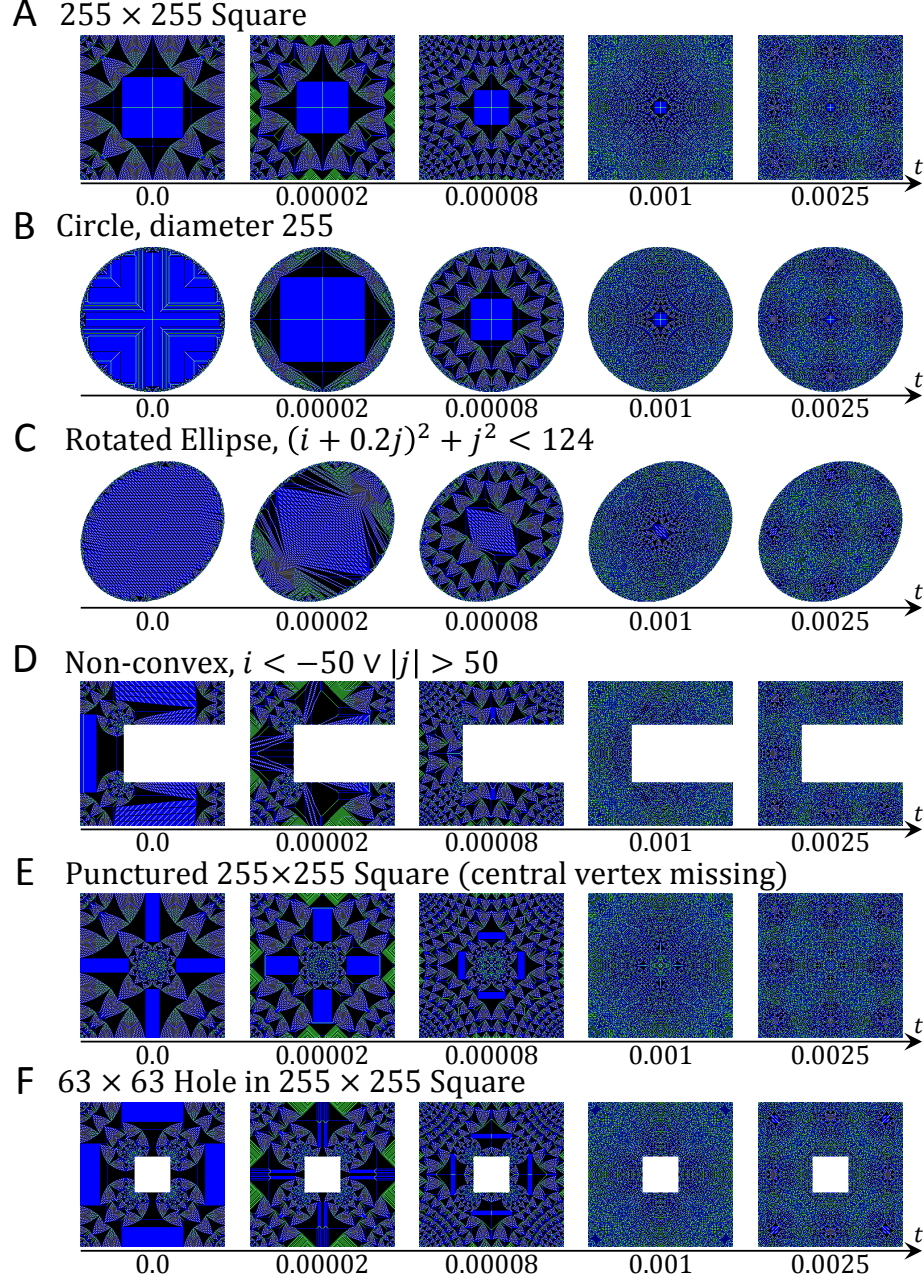 A 255 × 255 Square
t
0.0 0.00002 0.00008 0.001 0.0025
B Circle, diameter 255
t
0.0 0.00002 0.00008 0.001 0.0025
C Rotated Ellipse, (i + 0.2j)² + j² < 124
t
0.0 0.00002 0.00008 0.001 0.0025
D Non-convex, i < −50 ∨ |j| > 50
t
0.0 0.00002 0.00008 0.001 0.0025
E Punctured 255×255 Square (central vertex missing)
t
0.0 0.00002 0.00008 0.001 0.0025
F 63 × 63 Hole in 255 × 255 Square
t
0.0 0.00002 0.00008 0.001 0.0025